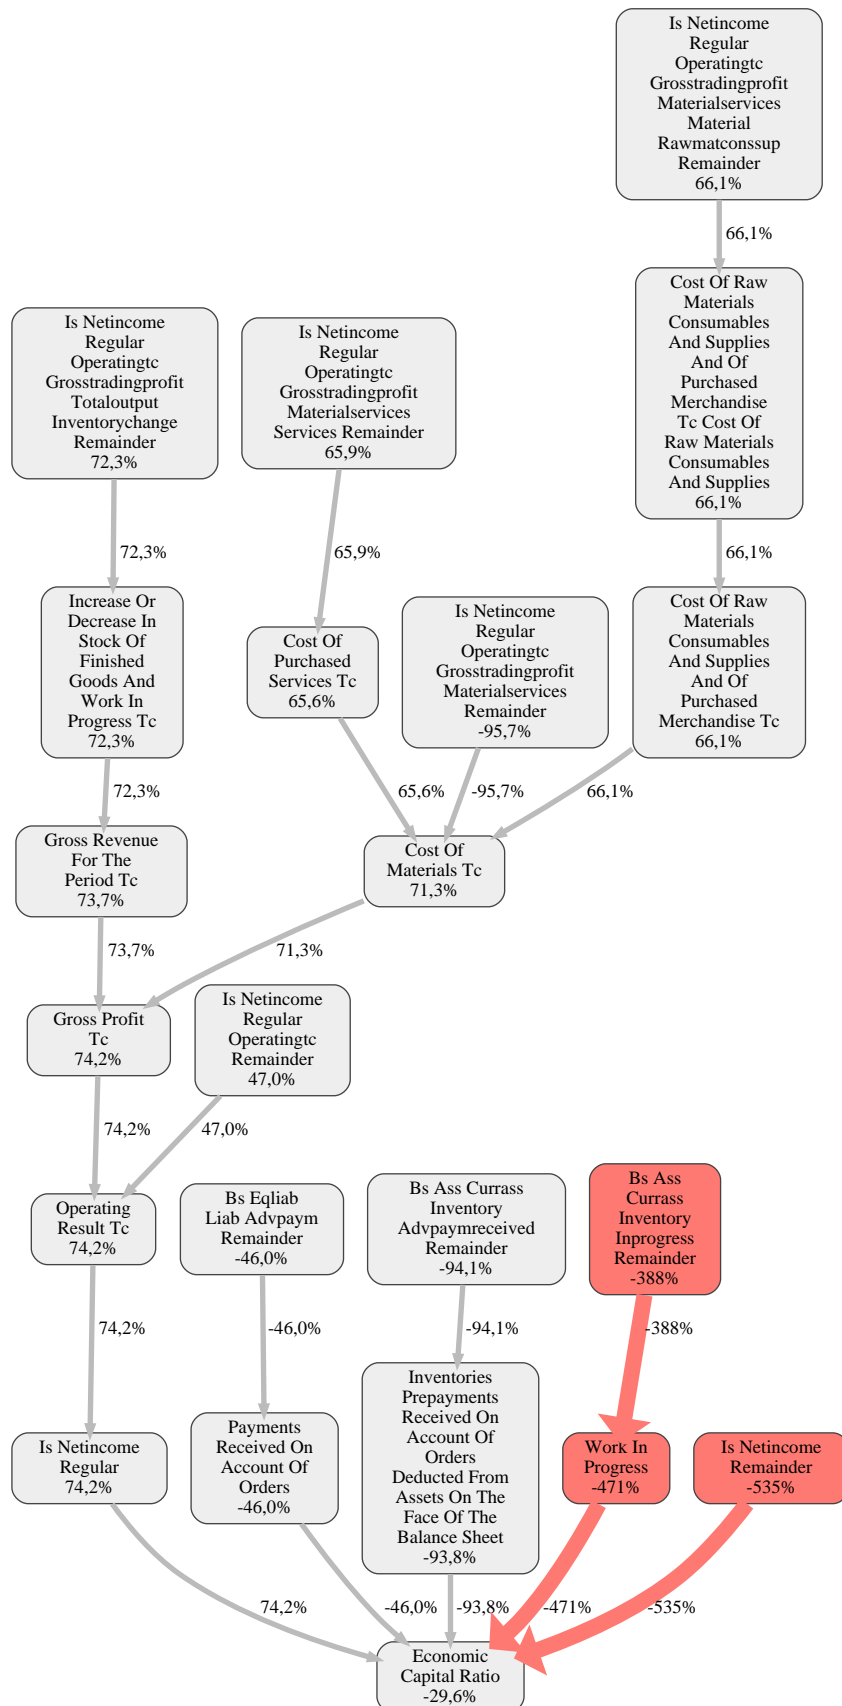 Is Netincome
Regular
Operatingtc
Grosstradingprofit
Materialservices
Material
Rawmatconssup
Remainder
66,1%
66,1%
Cost Of Raw
Materials
Consumables
And Supplies
And Of
Purchased
Merchandise
Tc Cost Of
Raw Materials
Consumables
And Supplies
66,1%
Is Netincome
Regular
Operatingtc
Grosstradingprofit
Totaloutput
Inventorychange
Remainder
72,3%
Is Netincome
Regular
Operatingtc
Grosstradingprofit
Materialservices
Services Remainder
65,9%
72,3%
65,9%
66,1%
Increase Or
Decrease In
Stock Of
Finished
Goods And
Work In
Progress Tc
72,3%
Cost Of
Purchased
Services Tc
65,6%
Is Netincome
Regular
Operatingtc
Grosstradingprofit
Materialservices
Remainder
-95,7%
Cost Of Raw
Materials
Consumables
And Supplies
And Of
Purchased
Merchandise Tc
66,1%
72,3%
65,6%
-95,7%
66,1%
Gross Revenue
For The
Period Tc
73,7%
Cost Of
Materials Tc
71,3%
73,7%
71,3%
Gross Profit
Tc
74,2%
Is Netincome
Regular
Operatingtc
Remainder
47,0%
74,2%
47,0%
Operating
Result Tc
74,2%
Bs Eqliab
Liab Advpaym
Remainder
-46,0%
Bs Ass Currass
Inventory
Advpaymreceived
Remainder
-94,1%
Bs Ass
Currass
Inventory
Inprogress
Remainder
-388%
74,2%
-46,0%
-94,1%
-388%
Is Netincome
Regular
74,2%
Payments
Received On
Account Of
Orders
-46,0%
Inventories
Prepayments
Received On
Account Of
Orders
Deducted From
Assets On The
Face Of The
Balance Sheet
-93,8%
Work In
Progress
-471%
Is Netincome
Remainder
-535%
74,2%
-46,0%
-93,8%
-471%
-535%
Economic
Capital Ratio
-29,6%